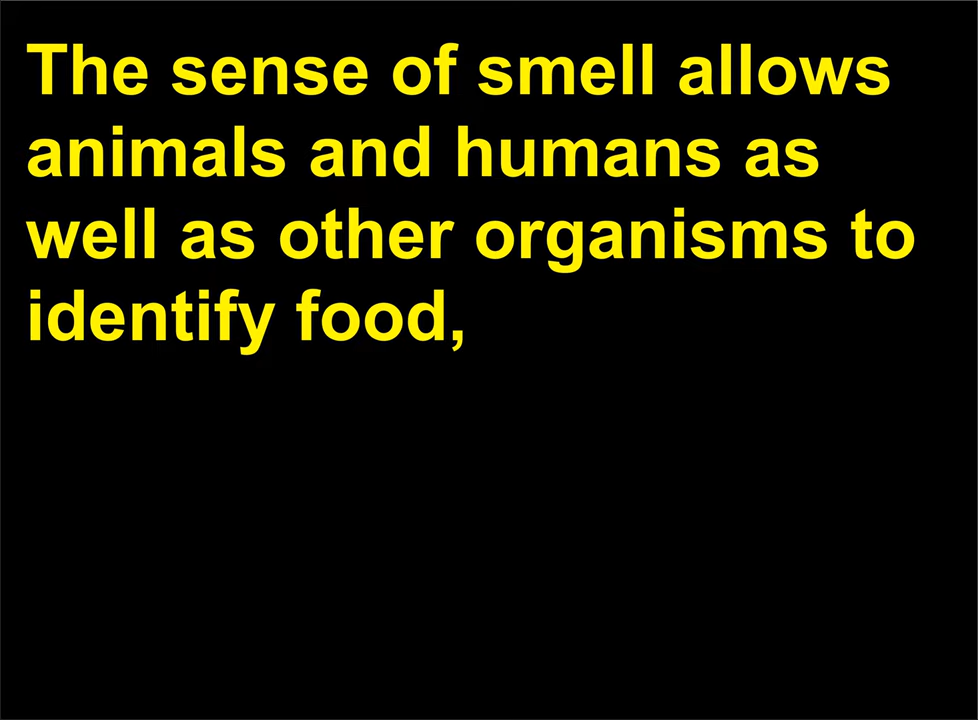 The sense of smell allows
animals and humans as
well as other organisms to
identify food,